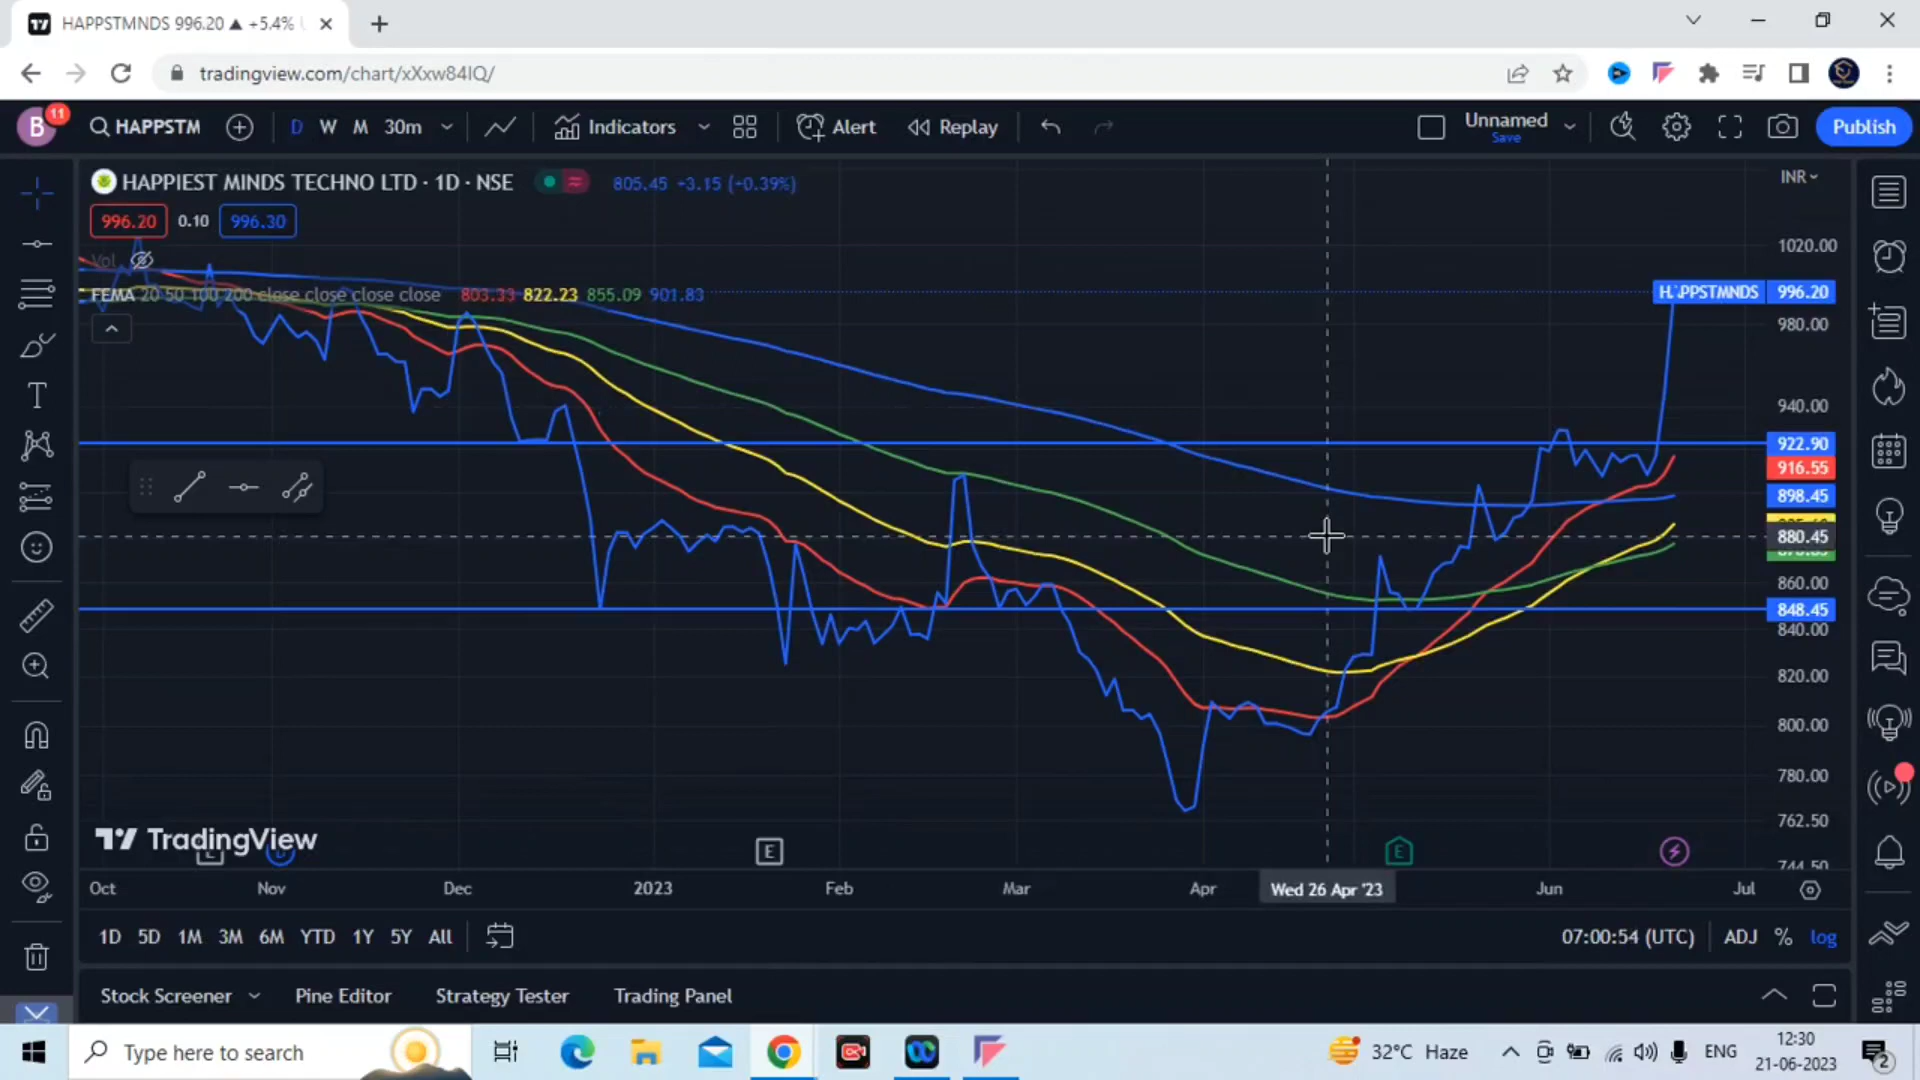 HAPPSTMNDS 996.20 ▲ +5.4%
tradingview.com/chart/xXxw84IQ/
B 11 HAPPSTM D W M 30m Indicators Alert Replay Unnamed Save Publish
HAPPIEST MINDS TECHNO LTD · 1D · NSE 805.45 +3.15 (+0.39%) INR
996.20 0.10 996.30
Vol
FEMA 20 50 100 200 close close close close 803.33 822.23 855.09 901.83
1020.00
HAPPSTMNDS 996.20
980.00
940.00
922.90
916.55
898.45
880.45
860.00
848.45
840.00
820.00
800.00
780.00
762.50
744.50
TradingView
E E E
Oct Nov Dec 2023 Feb Mar Apr Wed 26 Apr '23 Jun Jul
1D 5D 1M 3M 6M YTD 1Y 5Y All 07:00:54 (UTC) ADJ % log
Stock Screener Pine Editor Strategy Tester Trading Panel
Type here to search 32°C Haze ENG 12:30
21-06-2023 2